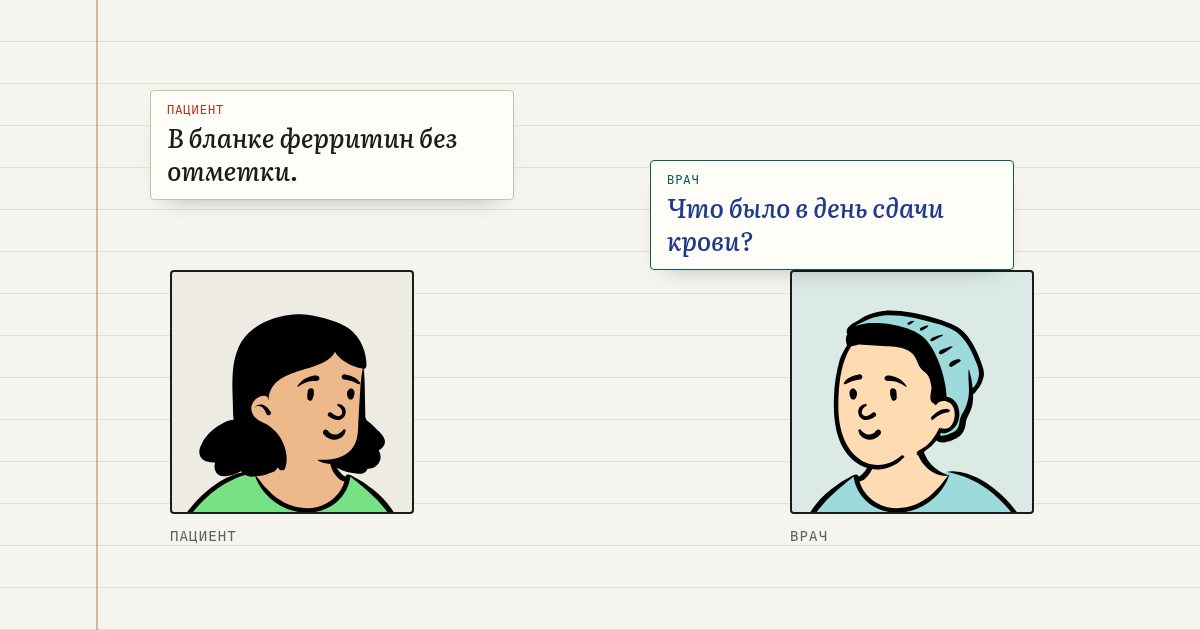 ПАЦИЕНТ
В бланке ферритин без
отметки.
ВРАЧ
Что было в день сдачи
крови?
ПАЦИЕНТ
ВРАЧ